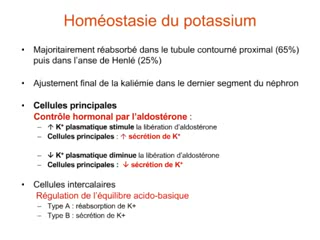 Homéostasie du potassium
• Majoritairement réabsorbé dans le tubule contourné proximal (65%)
puis dans l'anse de Henlé (25%)
• Ajustement final de la kaliémie dans le dernier segment du néphron
• Cellules principales
Contrôle hormonal par l'aldostérone :
– ↑ K⁺ plasmatique stimule la libération d'aldostérone
– Cellules principales : ↑ sécrétion de K⁺
– ↓ K⁺ plasmatique diminue la libération d'aldostérone
– Cellules principales : ↓ sécrétion de K⁺
• Cellules intercalaires
Régulation de l'équilibre acido-basique
– Type A : réabsorption de K+
– Type B : sécrétion de K+